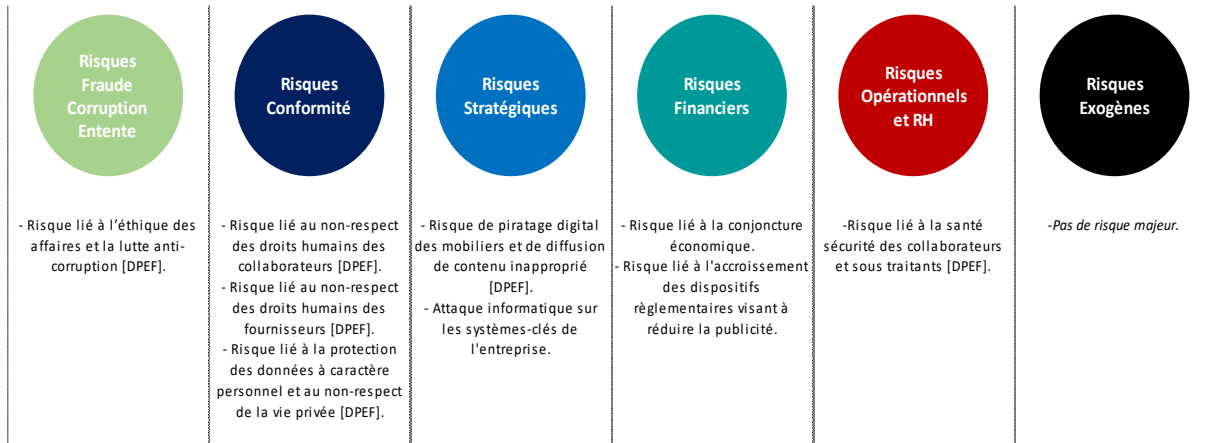 Risques
Fraude
Corruption
Entente
- Risque lié à l'éthique des
affaires et la lutte anti-
corruption [DPEF].
Risques
Conformité
- Risque lié au non-respect
des droits humains des
collaborateurs [DPEF].
- Risque lié au non-respect
des droits humains des
fournisseurs [DPEF].
- Risque lié à la protection
des données à caractère
personnel et au non-respect
de la vie privée [DPEF].
Risques
Stratégiques
- Risque de piratage digital
des mobiliers et de diffusion
de contenu inapproprié
[DPEF].
- Attaque informatique sur
les systèmes-clés de
l'entreprise.
Risques
Financiers
- Risque lié à la conjoncture
économique.
- Risque lié à l'accroissement
des dispositifs
règlementaires visant à
réduire la publicité.
Risques
Opérationnels
et RH
-Risque lié à la santé
sécurité des collaborateurs
et sous traitants [DPEF].
Risques
Exogènes
-Pas de risque majeur.